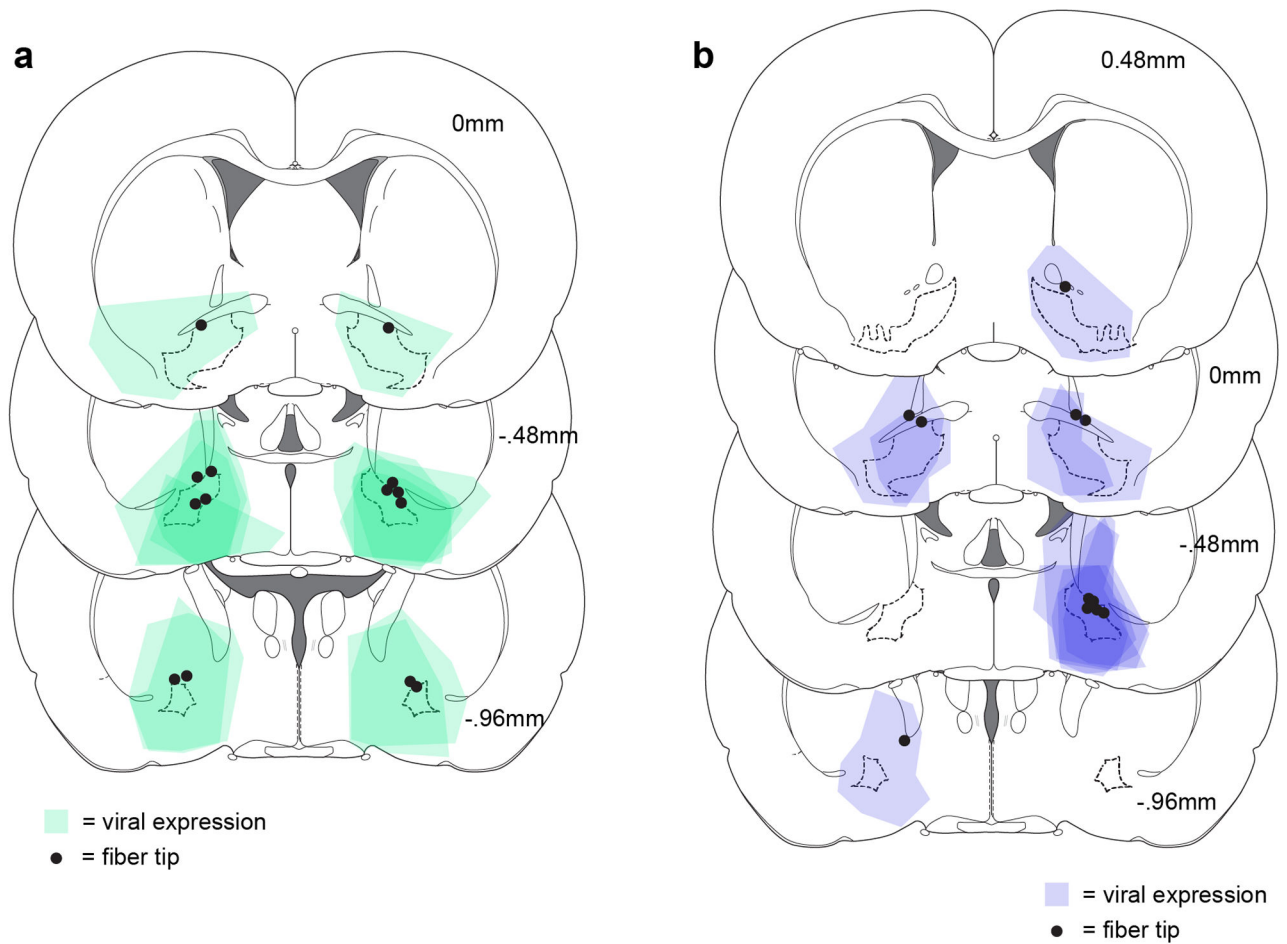 a
0mm
-.48mm
-.96mm
= viral expression
= fiber tip
b
0.48mm
0mm
-.48mm
-.96mm
= viral expression
= fiber tip